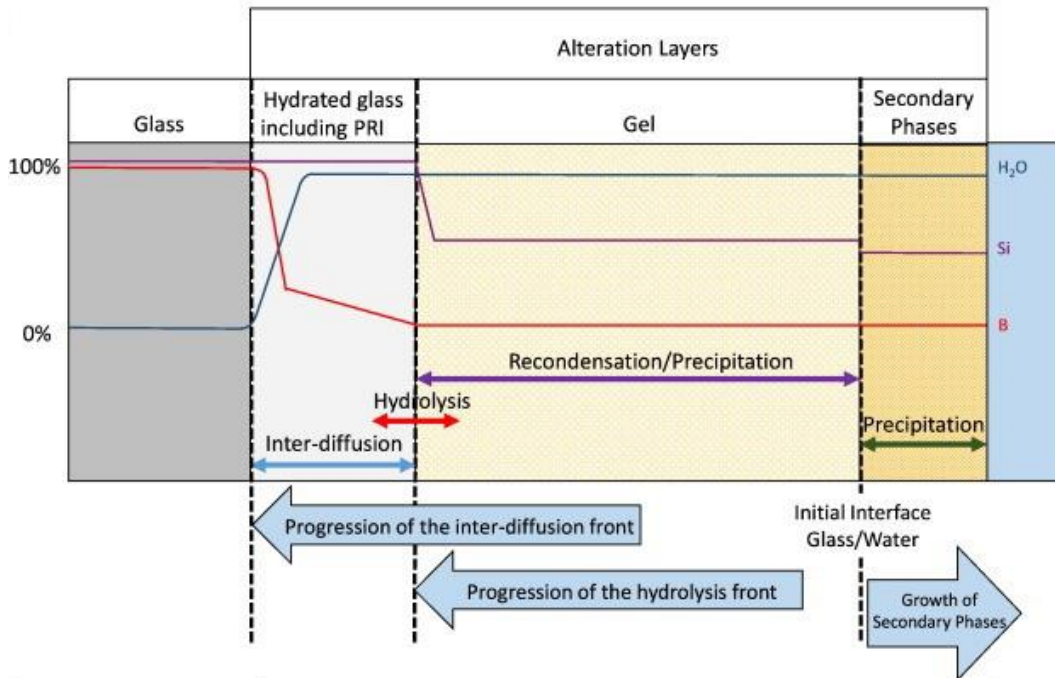 Alteration Layers
Glass
Hydrated glass
including PRI
Gel
Secondary
Phases
100%
0%
H₂O
Si
B
Recondensation/Precipitation
Hydrolysis
Inter-diffusion
Precipitation
Progression of the inter-diffusion front
Initial Interface
Glass/Water
Progression of the hydrolysis front
Growth of
Secondary Phases